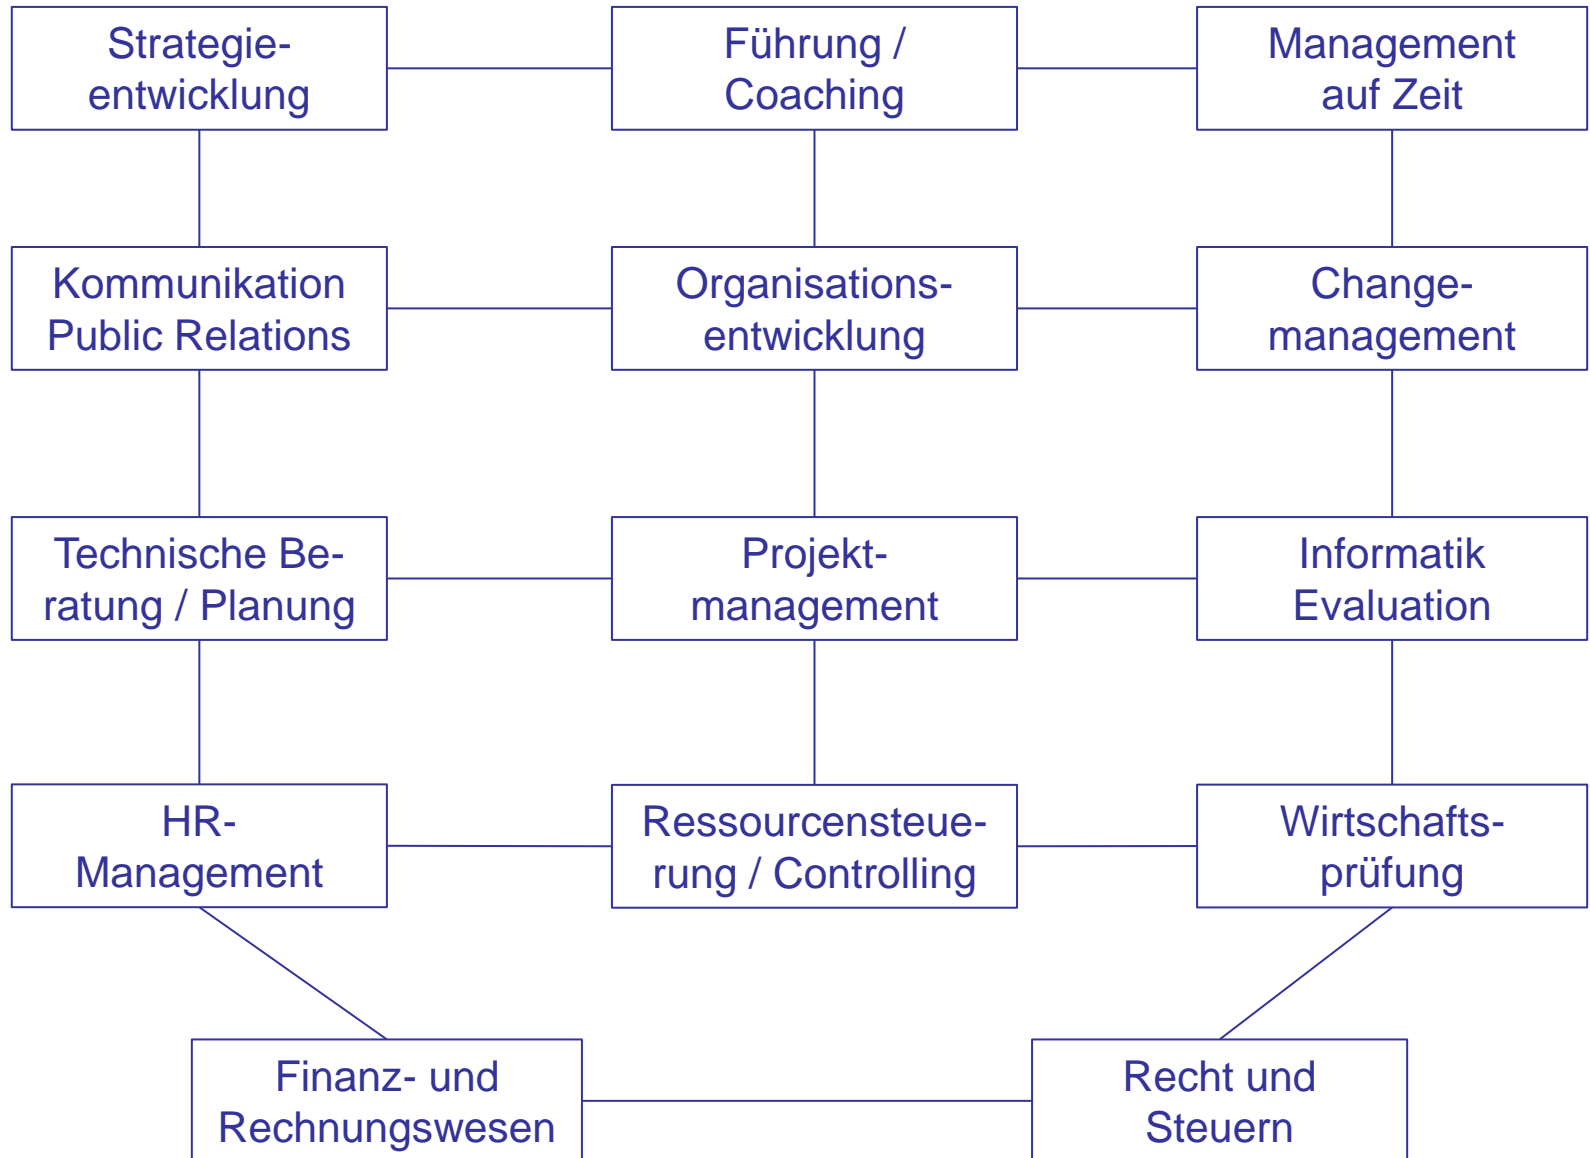 Strategie-
entwicklung
Führung /
Coaching
Management
auf Zeit
Kommunikation
Public Relations
Organisations-
entwicklung
Change-
management
Technische Be-
ratung / Planung
Projekt-
management
Informatik
Evaluation
HR-
Management
Ressourcensteue-
rung / Controlling
Wirtschafts-
prüfung
Finanz- und
Rechnungswesen
Recht und
Steuern